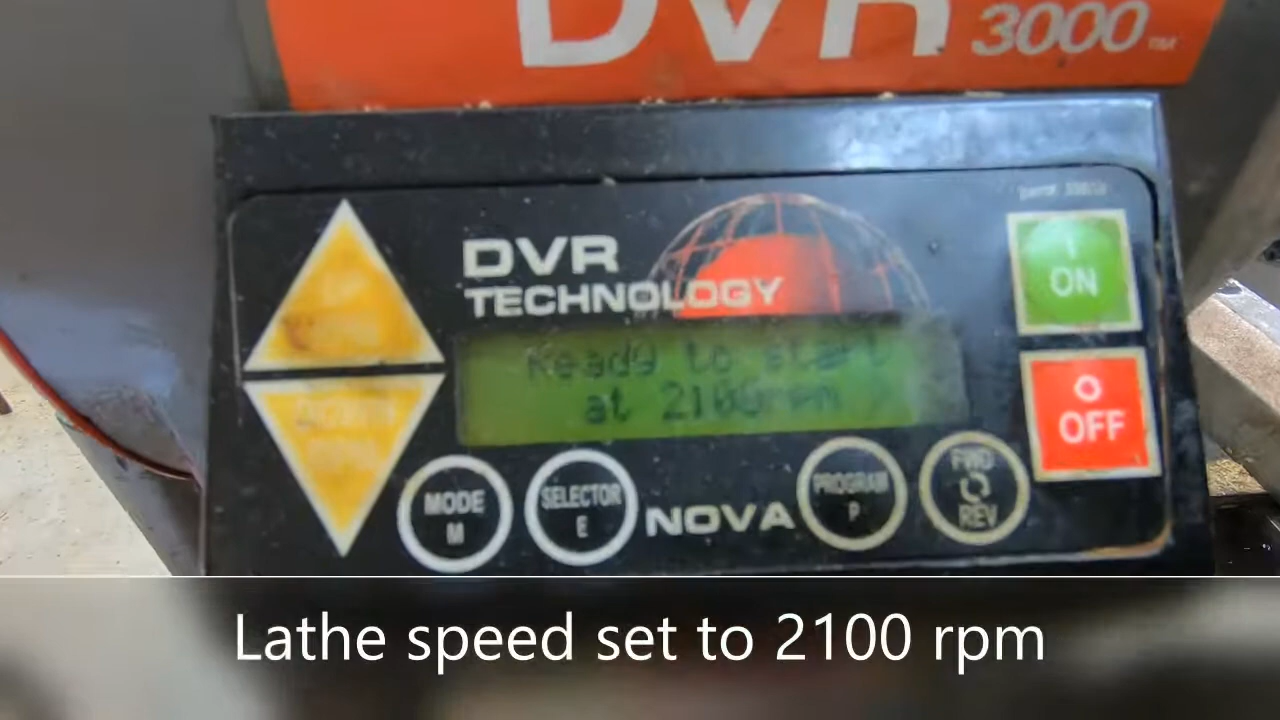 DVR 3000 TM
DVR
TECHNOLOGY
I
ON
Ready to start
at 2100rpm
O
OFF
MODE
M
SELECTOR
E
NOVA
PROGRAM
P
FWD
REV
Lathe speed set to 2100 rpm